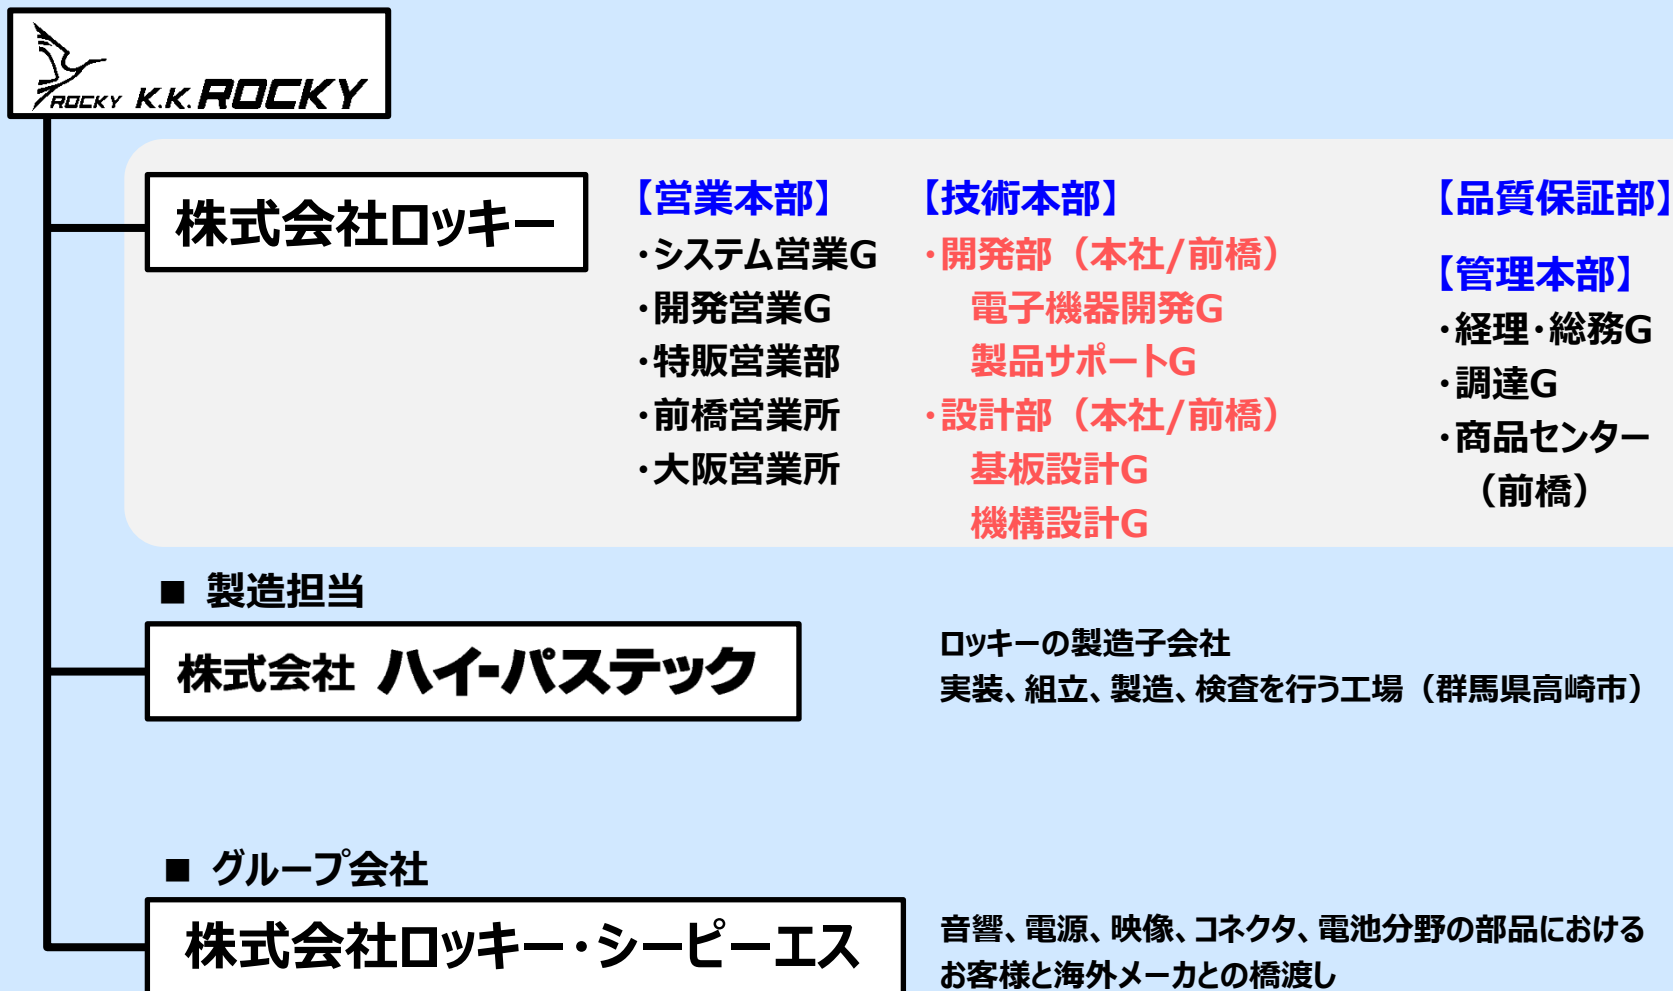 ROCKY K.K. ROCKY
株式会社ロッキー
【営業本部】
・システム営業G
・開発営業G
・特販営業部
・前橋営業所
・大阪営業所
【技術本部】
・開発部（本社/前橋）
電子機器開発G
製品サポートG
・設計部（本社/前橋）
基板設計G
機構設計G
【品質保証部】
【管理本部】
・経理・総務G
・調達G
・商品センター
（前橋）
■ 製造担当
株式会社 ハイ-パステック
ロッキーの製造子会社
実装、組立、製造、検査を行う工場（群馬県高崎市）
■ グループ会社
株式会社ロッキー・シーピーエス
音響、電源、映像、コネクタ、電池分野の部品における
お客様と海外メーカとの橋渡し